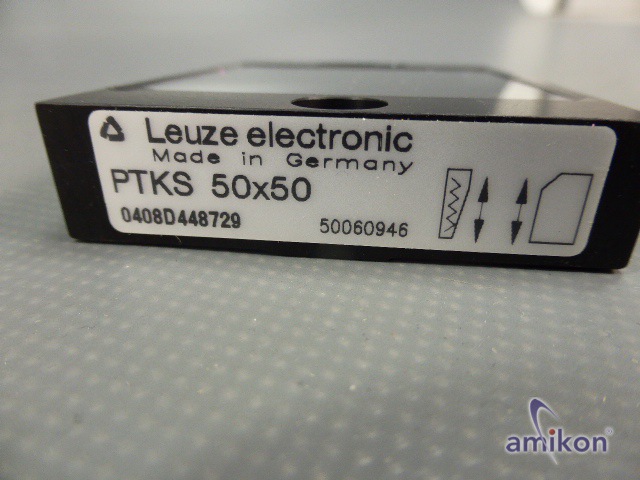 Leuze electronic
Made in Germany
PTKS 50x50
0408D448729 50060946
amikon®